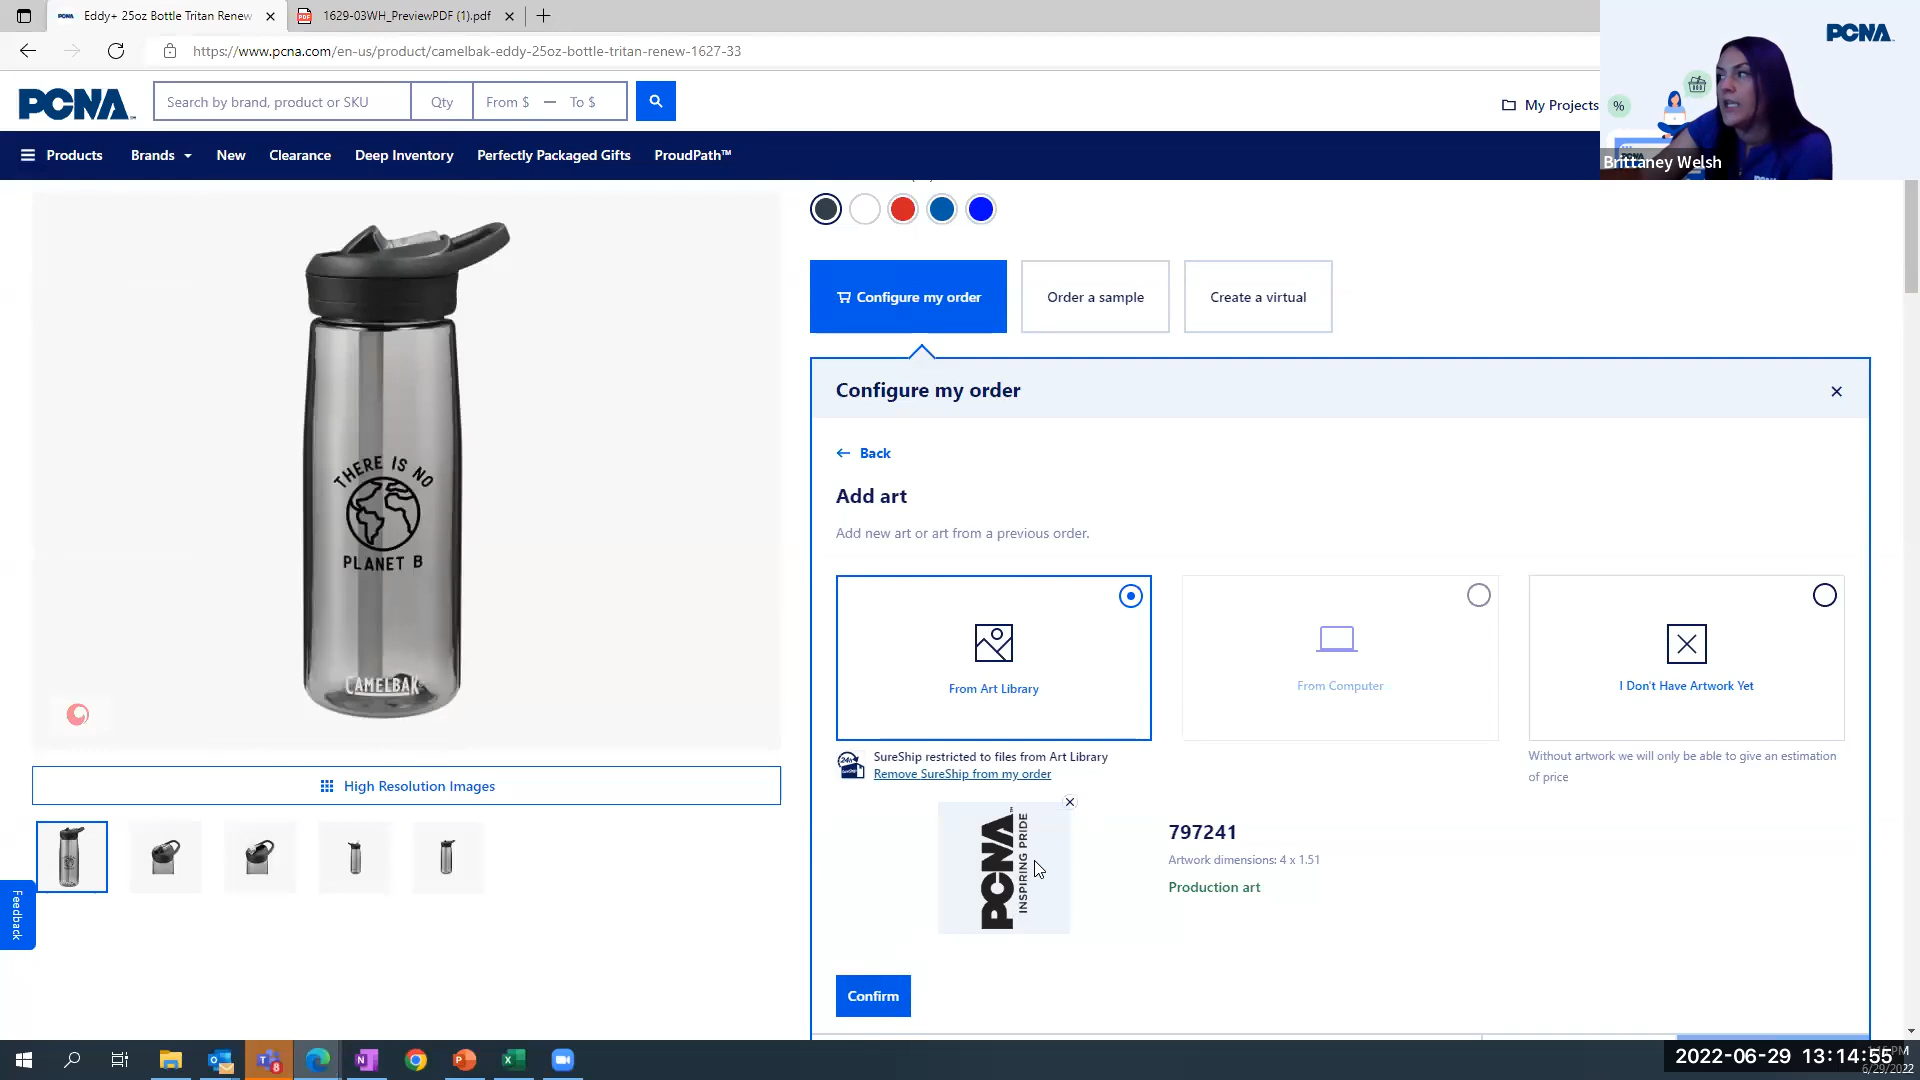 Eddy+ 25oz Bottle Tritan Renew
1629-03WH_PreviewPDF (1).pdf
https://www.pcna.com/en-us/product/camelbak-eddy-25oz-bottle-tritan-renew-1627-33
PCNA
Search by brand, product or SKU
Qty
From $ — To $
My Projects
%
PCNA
Brittaney Welsh
Products
Brands
New
Clearance
Deep Inventory
Perfectly Packaged Gifts
ProudPath™
Configure my order
Order a sample
Create a virtual
Configure my order
Back
Add art
Add new art or art from a previous order.
From Art Library
From Computer
I Don't Have Artwork Yet
SureShip restricted to files from Art Library
Remove SureShip from my order
Without artwork we will only be able to give an estimation
of price
PCNA™
INSPIRING PRIDE
797241
Artwork dimensions: 4 x 1.51
Production art
Confirm
THERE IS NO
PLANET B
CAMELBAK
High Resolution Images
Feedback
2022-06-29 13:14:55
6/29/2022